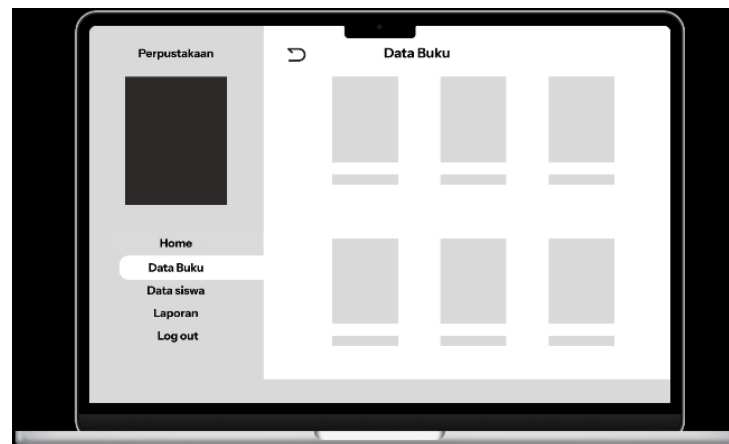 Perpustakaan
Data Buku
Home
Data Buku
Data siswa
Laporan
Log out